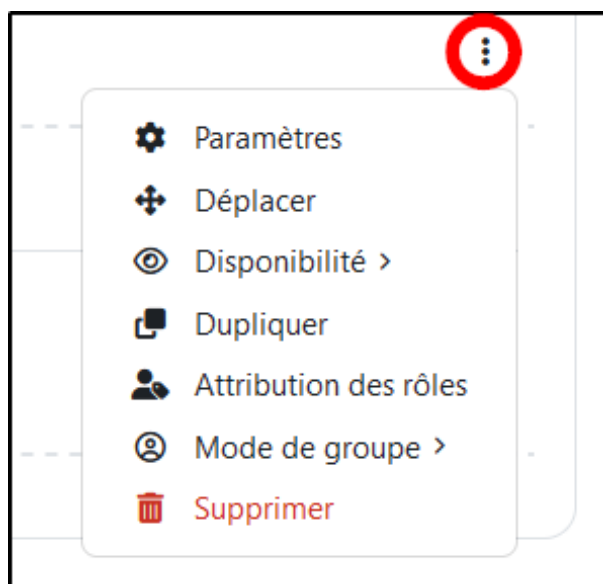 Paramètres
Déplacer
Disponibilité >
Dupliquer
Attribution des rôles
Mode de groupe >
Supprimer